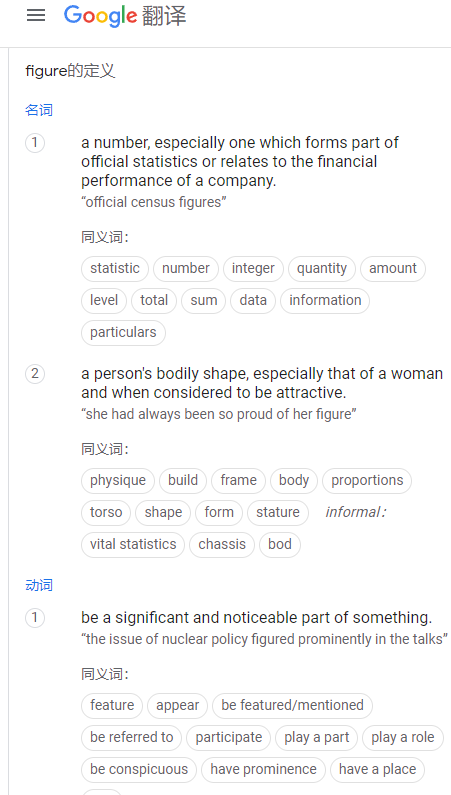 Google 翻译
figure的定义
名词
1 a number, especially one which forms part of
official statistics or relates to the financial
performance of a company.
“official census figures”
同义词：
statistic number integer quantity amount
level total sum data information
particulars
2 a person's bodily shape, especially that of a woman
and when considered to be attractive.
“she had always been so proud of her figure”
同义词：
physique build frame body proportions
torso shape form stature informal：
vital statistics chassis bod
动词
1 be a significant and noticeable part of something.
“the issue of nuclear policy figured prominently in the talks”
同义词：
feature appear be featured/mentioned
be referred to participate play a part play a role
be conspicuous have prominence have a place